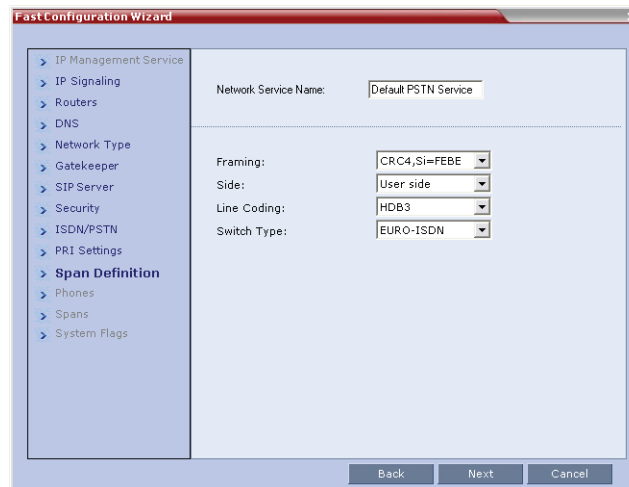 Fast Configuration Wizard
IP Management Service
IP Signaling
Routers
DNS
Network Type
Gatekeeper
SIP Server
Security
ISDN/PSTN
PRI Settings
Span Definition
Phones
Spans
System Flags
Network Service Name: Default PSTN Service
Framing: CRC4,Si=FEBE
Side: User side
Line Coding: HDB3
Switch Type: EURO-ISDN
Back Next Cancel